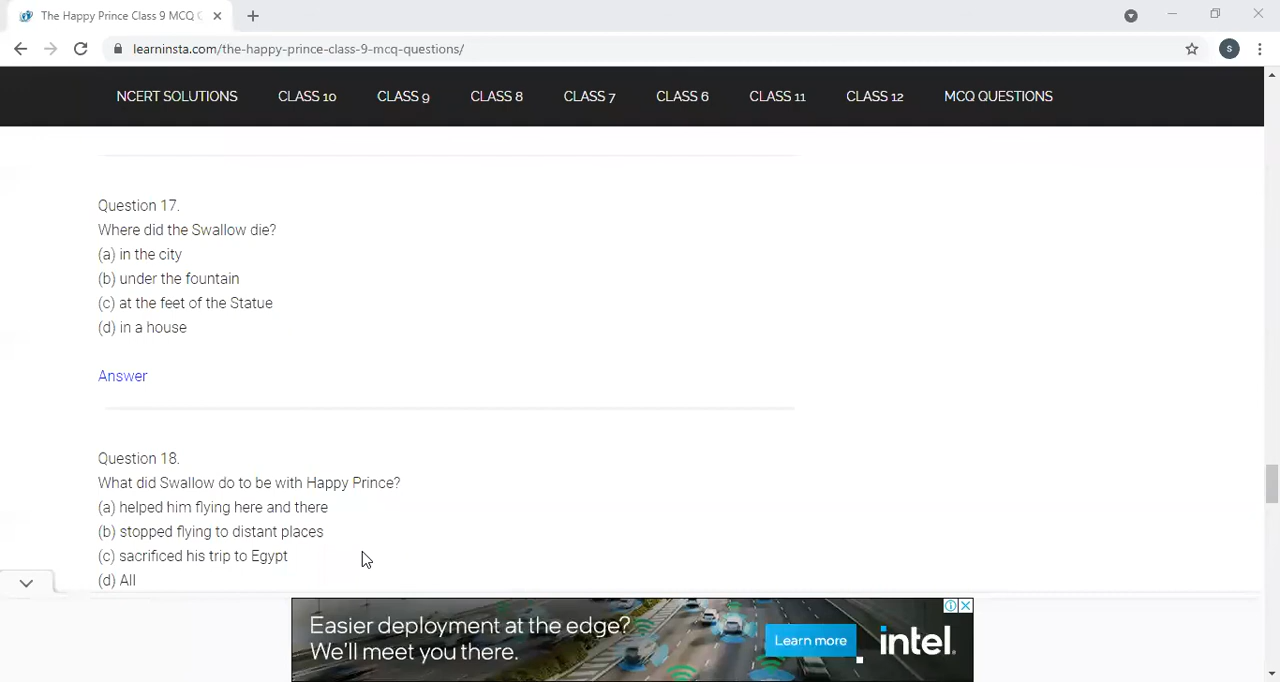 The Happy Prince Class 9 MCQ
learninsta.com/the-happy-prince-class-9-mcq-questions/
S
NCERT SOLUTIONS CLASS 10 CLASS 9 CLASS 8 CLASS 7 CLASS 6 CLASS 11 CLASS 12 MCQ QUESTIONS
Question 17.
Where did the Swallow die?
(a) in the city
(b) under the fountain
(c) at the feet of the Statue
(d) in a house
Answer
Question 18.
What did Swallow do to be with Happy Prince?
(a) helped him flying here and there
(b) stopped flying to distant places
(c) sacrificed his trip to Egypt
(d) All
Easier deployment at the edge?
We'll meet you there.
Learn more
intel.